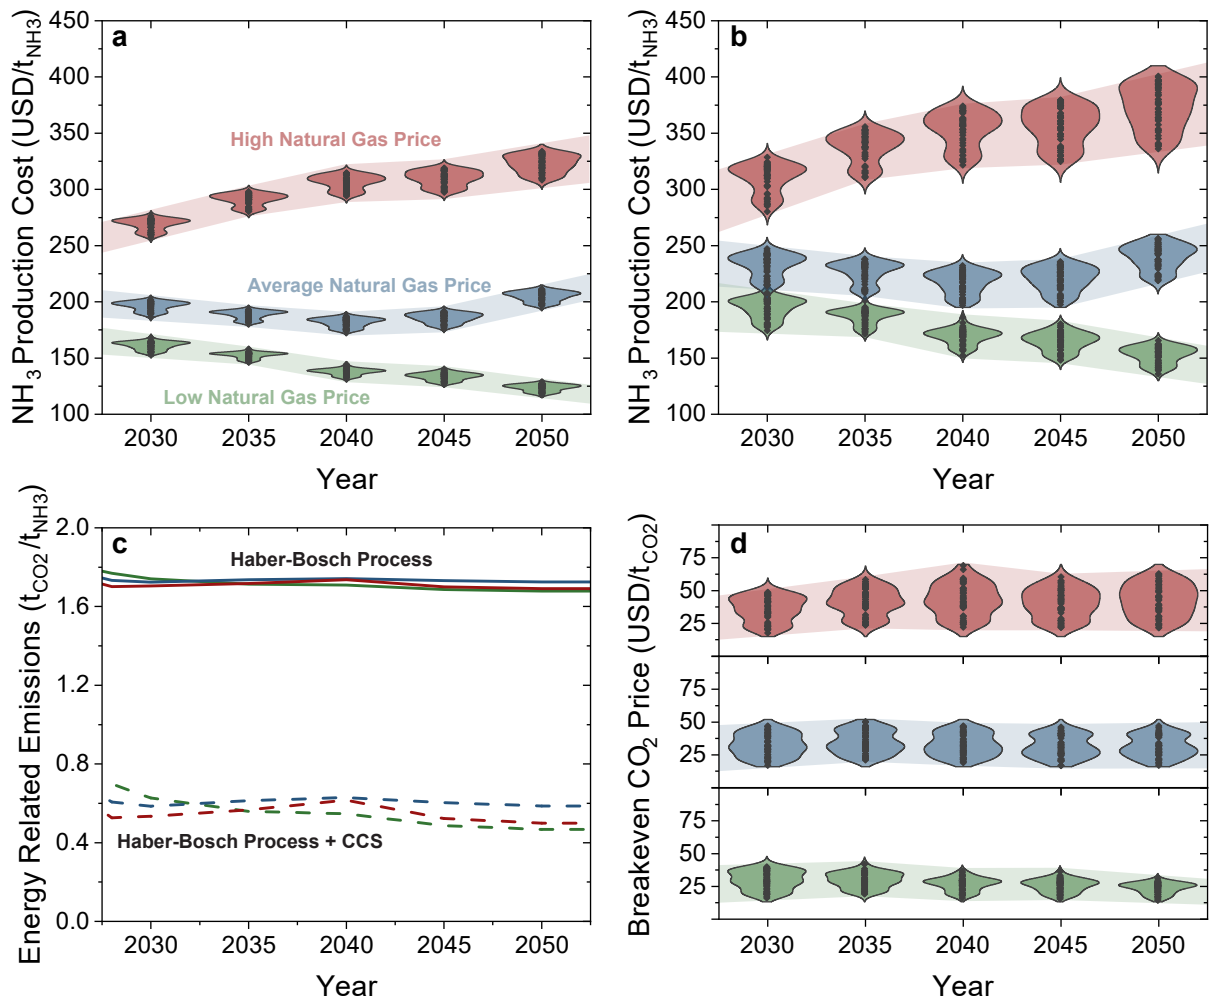 a
NH3 Production Cost (USD/tNH3)
450
400
350
300
250
200
150
100
High Natural Gas Price
Average Natural Gas Price
Low Natural Gas Price
2030 2035 2040 2045 2050
Year
b
NH3 Production Cost (USD/tNH3)
450
400
350
300
250
200
150
100
2030 2035 2040 2045 2050
Year
c
Energy Related Emissions (tCO2/tNH3)
2.0
1.6
1.2
0.8
0.4
0.0
Haber-Bosch Process
Haber-Bosch Process + CCS
2030 2035 2040 2045 2050
Year
d
Breakeven CO2 Price (USD/tCO2)
75
50
25
75
50
25
75
50
25
2030 2035 2040 2045 2050
Year